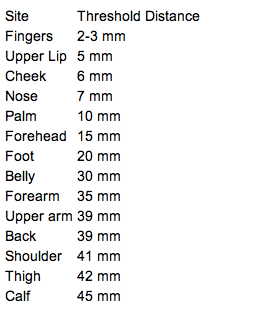 Site Threshold Distance
Fingers 2-3 mm
Upper Lip 5 mm
Cheek 6 mm
Nose 7 mm
Palm 10 mm
Forehead 15 mm
Foot 20 mm
Belly 30 mm
Forearm 35 mm
Upper arm 39 mm
Back 39 mm
Shoulder 41 mm
Thigh 42 mm
Calf 45 mm